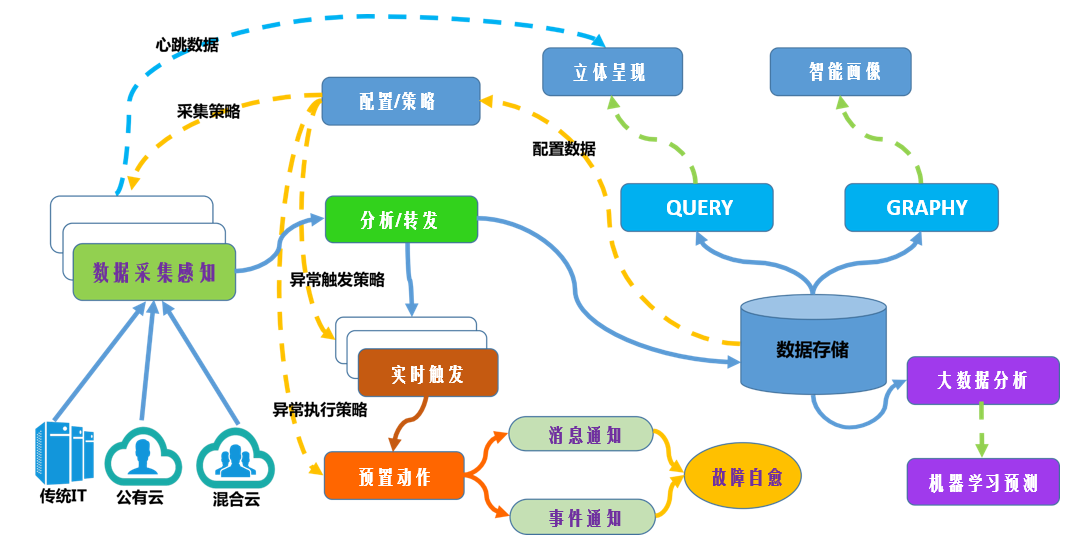 心跳数据
立体呈现
智能画像
配置/策略
采集策略
配置数据
QUERY
GRAPHY
分析/转发
数据采集感知
异常触发策略
数据存储
实时触发
大数据分析
异常执行策略
消息通知
预置动作
故障自愈
机器学习预测
传统IT
公有云
混合云
事件通知